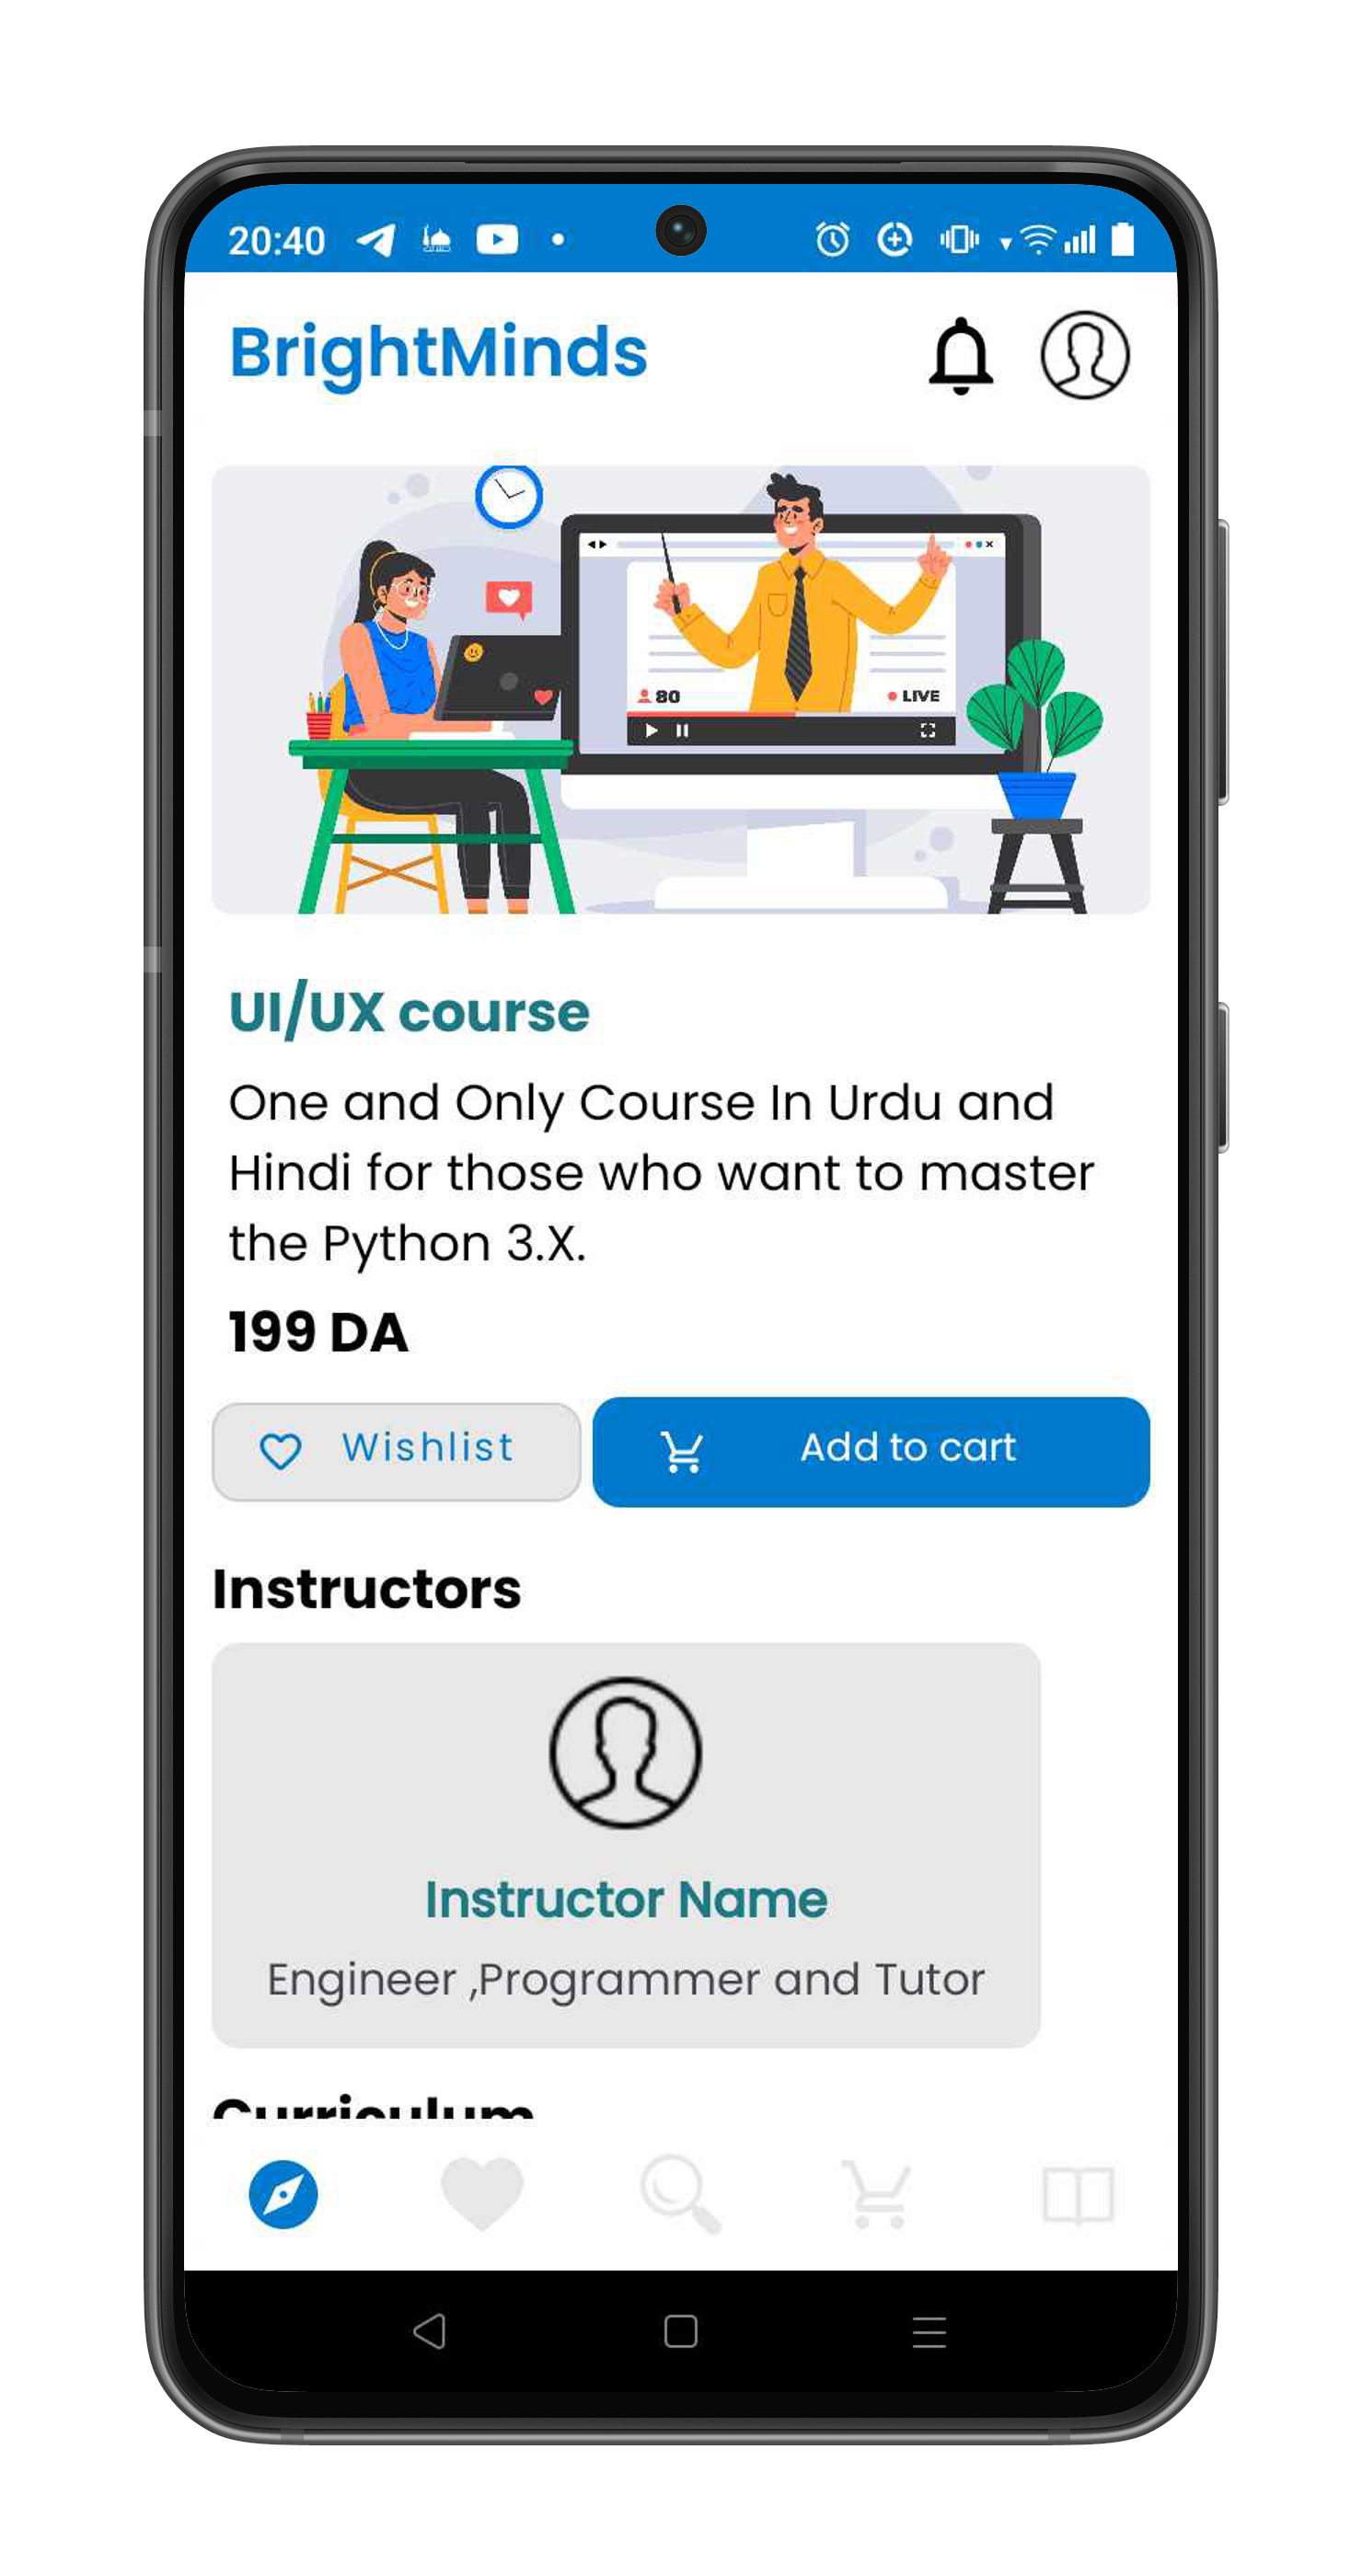 20:40
BrightMinds
80
LIVE
UI/UX course
One and Only Course In Urdu and
Hindi for those who want to master
the Python 3.X.
199 DA
Wishlist
Add to cart
Instructors
Instructor Name
Engineer ,Programmer and Tutor
Curriculum